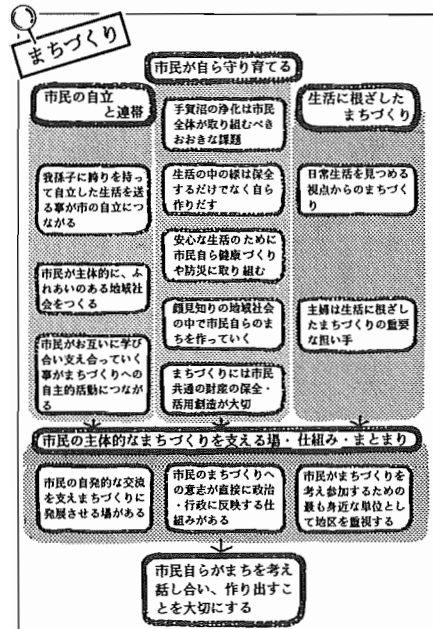 まちづくり
市民が自ら守り育てる
市民の自立
と連帯
我孫子に誇りを持っ
て自立した生活を送
る事が市の自立につ
ながる
市民が主体的に、ふ
れあいのある地域社
会をつくる
市民がお互いに学び
合い支え合っていく
事がまちづくりへの
自主的活動につなが
る
手賀沼の浄化は市民
全体が取り組むべき
おおきな課題
生活の中の緑は保全
するだけでなく自ら
作りだす
安心な生活のために
市民自ら健康づくり
や防災に取り組む
顔見知りの地域社会
の中で市民自らのま
ちを作っていく
まちづくりには市民
共通の財産の保全・
活用創造が大切
生活に根ざした
まちづくり
日常生活を見つめる
視点からのまちづく
り
主婦は生活に根ざし
たまちづくりの重要
な担い手
市民の主体的なまちづくりを支える場・仕組み・まとまり
市民の自発的な交流
を支えまちづくりに
発展させる場がある
市民のまちづくりへ
の意志が直接に政治
・行政に反映する仕
組みがある
市民がまちづくりを
考え参加するための
最も身近な単位とし
て地区を重視する
市民自らがまちを考え
話し合い、作り出すこ
とを大切にする